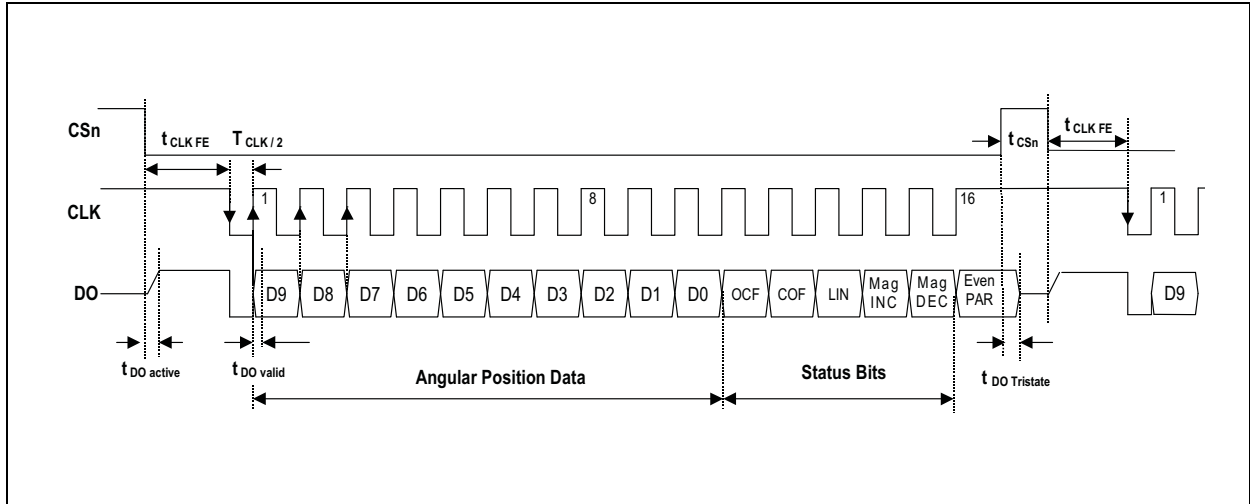 CSn
t CLK FE
T CLK / 2
t CSn
t CLK FE
CLK
1
8
16
1
DO
D9
D8
D7
D6
D5
D4
D3
D2
D1
D0
OCF
COF
LIN
Mag
INC
Mag
DEC
Even
PAR
D9
t DO active
t DO valid
Angular Position Data
Status Bits
t DO Tristate